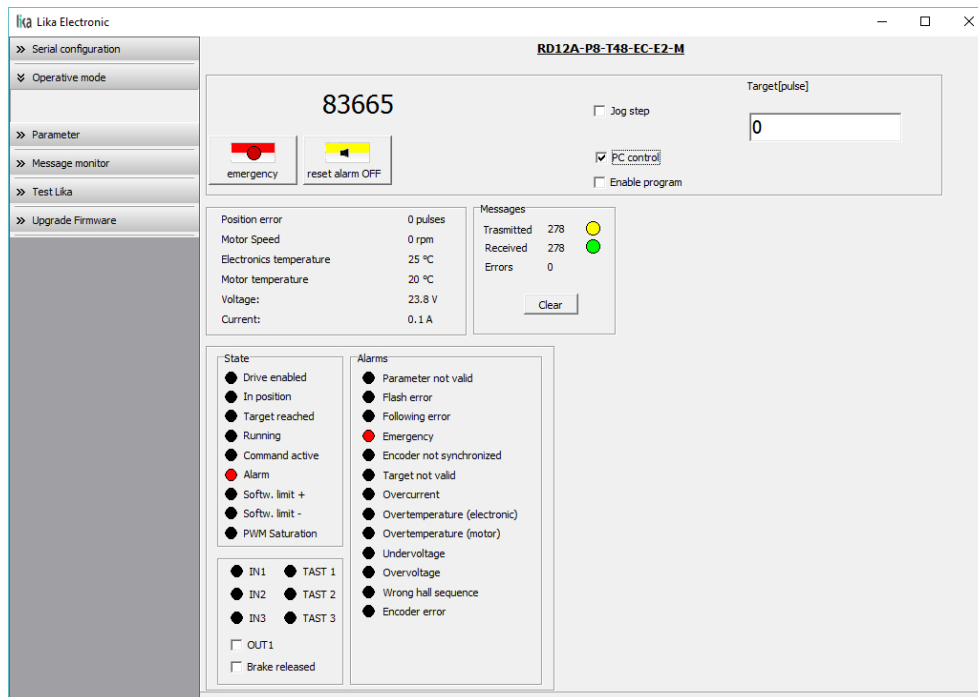 lika Lika Electronic
Serial configuration
Operative mode
Parameter
Message monitor
Test Lika
Upgrade Firmware
RD12A-P8-T48-EC-E2-M
83665
emergency
reset alarm OFF
Jog step
PC control
Enable program
Target[pulse]
0
Position error 0 pulses
Motor Speed 0 rpm
Electronics temperature 25 ºC
Motor temperature 20 ºC
Voltage: 23.8 V
Current: 0.1 A
Messages
Trasmitted 278
Received 278
Errors 0
Clear
State
Drive enabled
In position
Target reached
Running
Command active
Alarm
Softw. limit +
Softw. limit -
PWM Saturation
IN1 TAST 1
IN2 TAST 2
IN3 TAST 3
OUT1
Brake released
Alarms
Parameter not valid
Flash error
Following error
Emergency
Encoder not synchronized
Target not valid
Overcurrent
Overtemperature (electronic)
Overtemperature (motor)
Undervoltage
Overvoltage
Wrong hall sequence
Encoder error